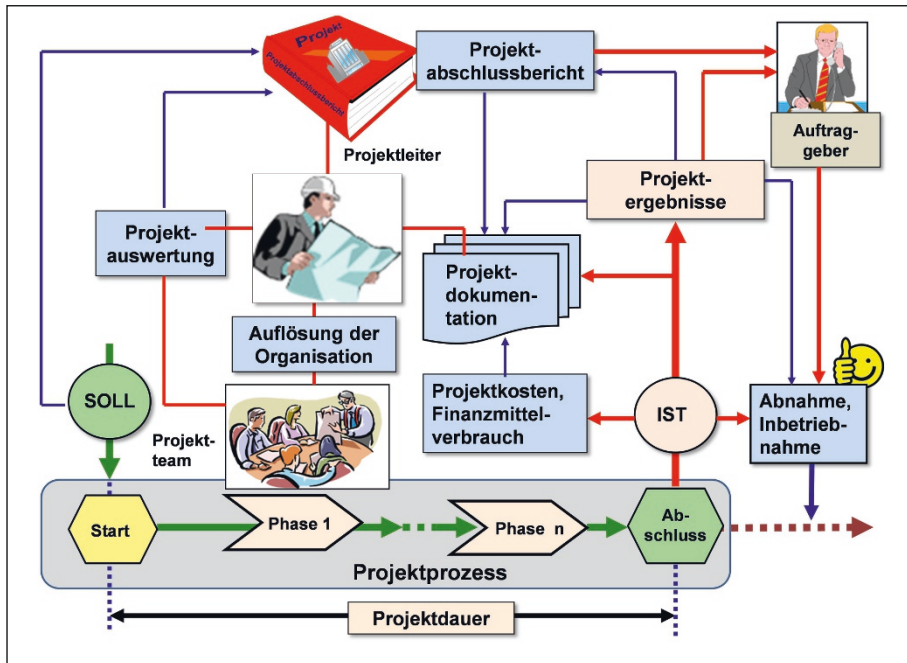 Projekt
Projektabschlussbericht
Projekt-
abschlussbericht
Auftrag-
geber
Projektleiter
Projekt-
ergebnisse
Projekt-
auswertung
Projekt-
dokumen-
tation
Auflösung der
Organisation
SOLL
Projektkosten,
Finanzmittel-
verbrauch
IST
Abnahme,
Inbetrieb-
nahme
Projekt-
team
Start
Phase 1
Phase n
Ab-
schluss
Projektprozess
Projektdauer